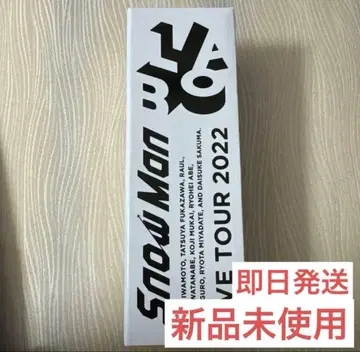 Snow Man
IWAMOTO, TATSUYA FUKAZAWA, RAUL,
WATANABE, KOJI MUKAI, RYOHEI ABE,
GURO, RYOTA MIYADATE, AND DAISUKE SAKUMA.
VE TOUR 2022
即日発送
新品未使用